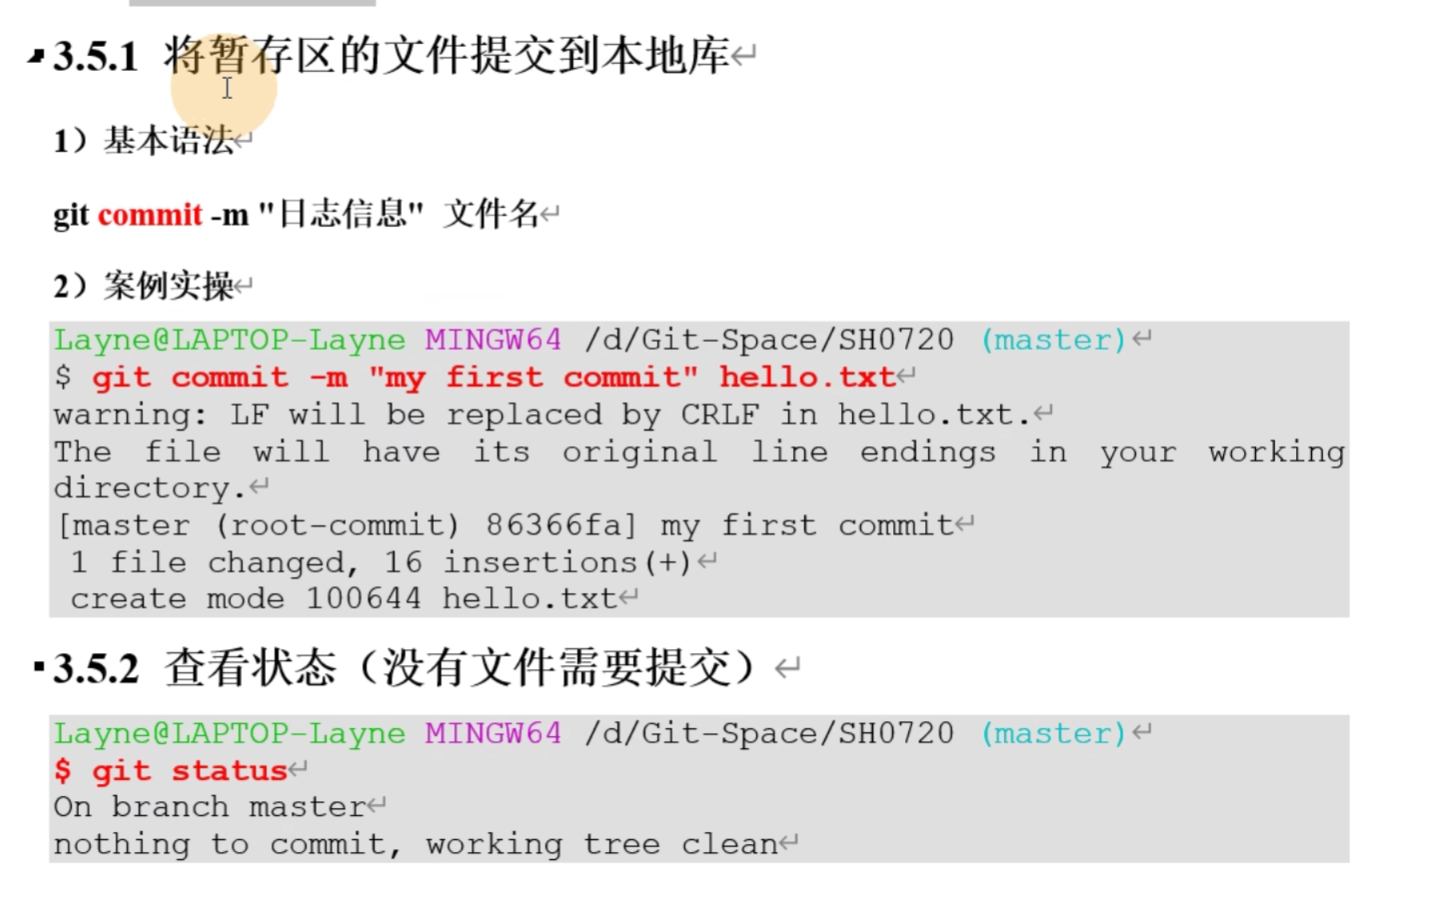 3.5.1 将暂存区的文件提交到本地库↵
1）基本语法↵
git commit -m "日志信息" 文件名↵
2）案例实操↵
Layne@LAPTOP-Layne MINGW64 /d/Git-Space/SH0720 (master)↵
$ git commit -m "my first commit" hello.txt↵
warning: LF will be replaced by CRLF in hello.txt.↵
The file will have its original line endings in your working
directory.↵
[master (root-commit) 86366fa] my first commit↵
1 file changed, 16 insertions(+)↵
create mode 100644 hello.txt↵
3.5.2 查看状态（没有文件需要提交）↵
Layne@LAPTOP-Layne MINGW64 /d/Git-Space/SH0720 (master)↵
$ git status↵
On branch master↵
nothing to commit, working tree clean↵